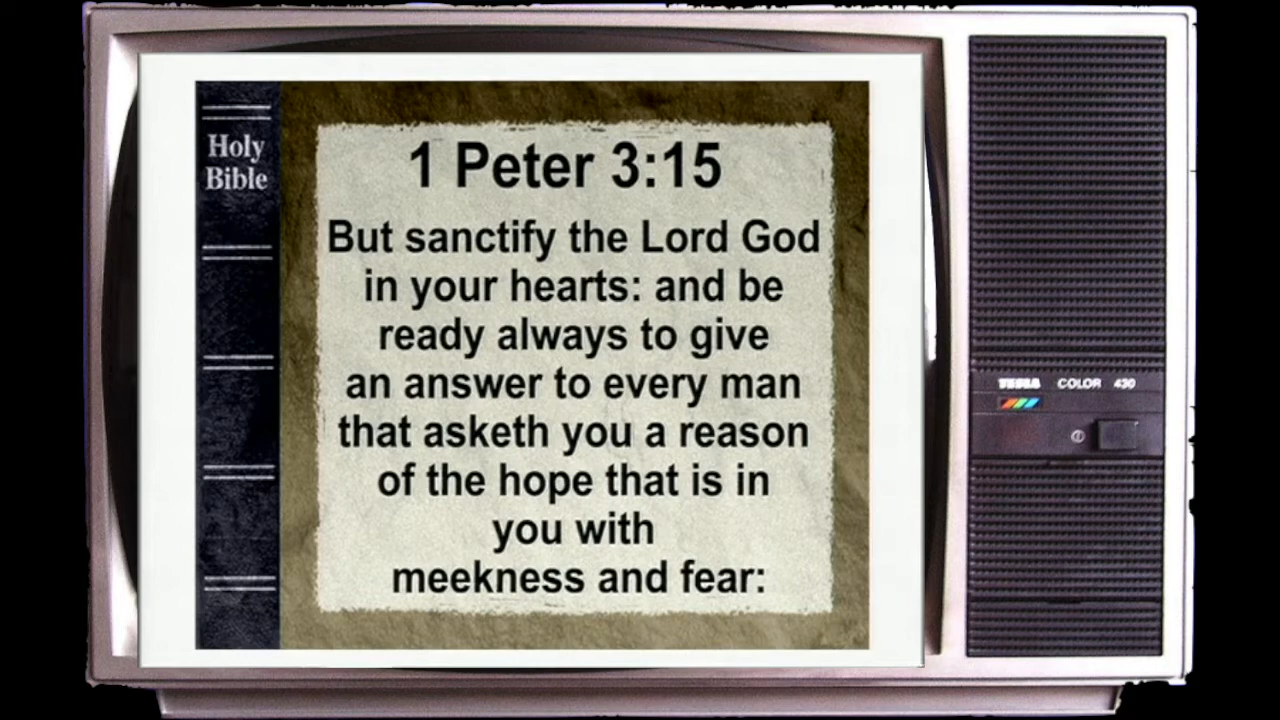 Holy
Bible
1 Peter 3:15
But sanctify the Lord God
in your hearts: and be
ready always to give
an answer to every man
that asketh you a reason
of the hope that is in
you with
meekness and fear:
TESLA COLOR 430